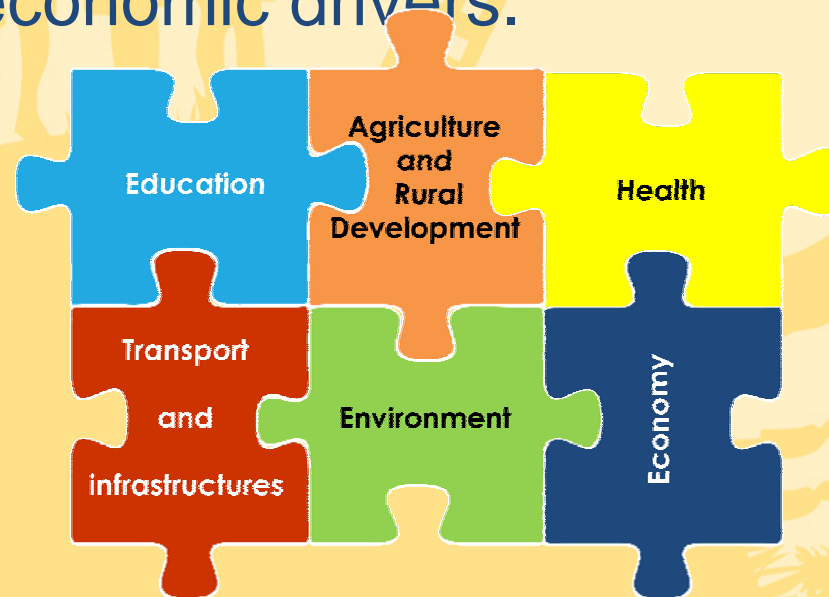 economic drivers.
Education
Agriculture
and
Rural
Development
Health
Transport
and
infrastructures
Environment
Economy